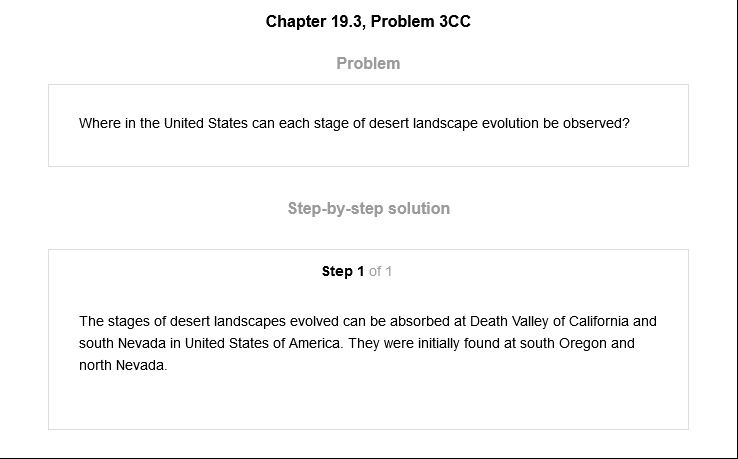 Chapter 19.3, Problem 3CC
Problem
Where in the United States can each stage of desert landscape evolution be observed?
Step-by-step solution
Step 1 of 1
The stages of desert landscapes evolved can be absorbed at Death Valley of California and
south Nevada in United States of America. They were initially found at south Oregon and
north Nevada.